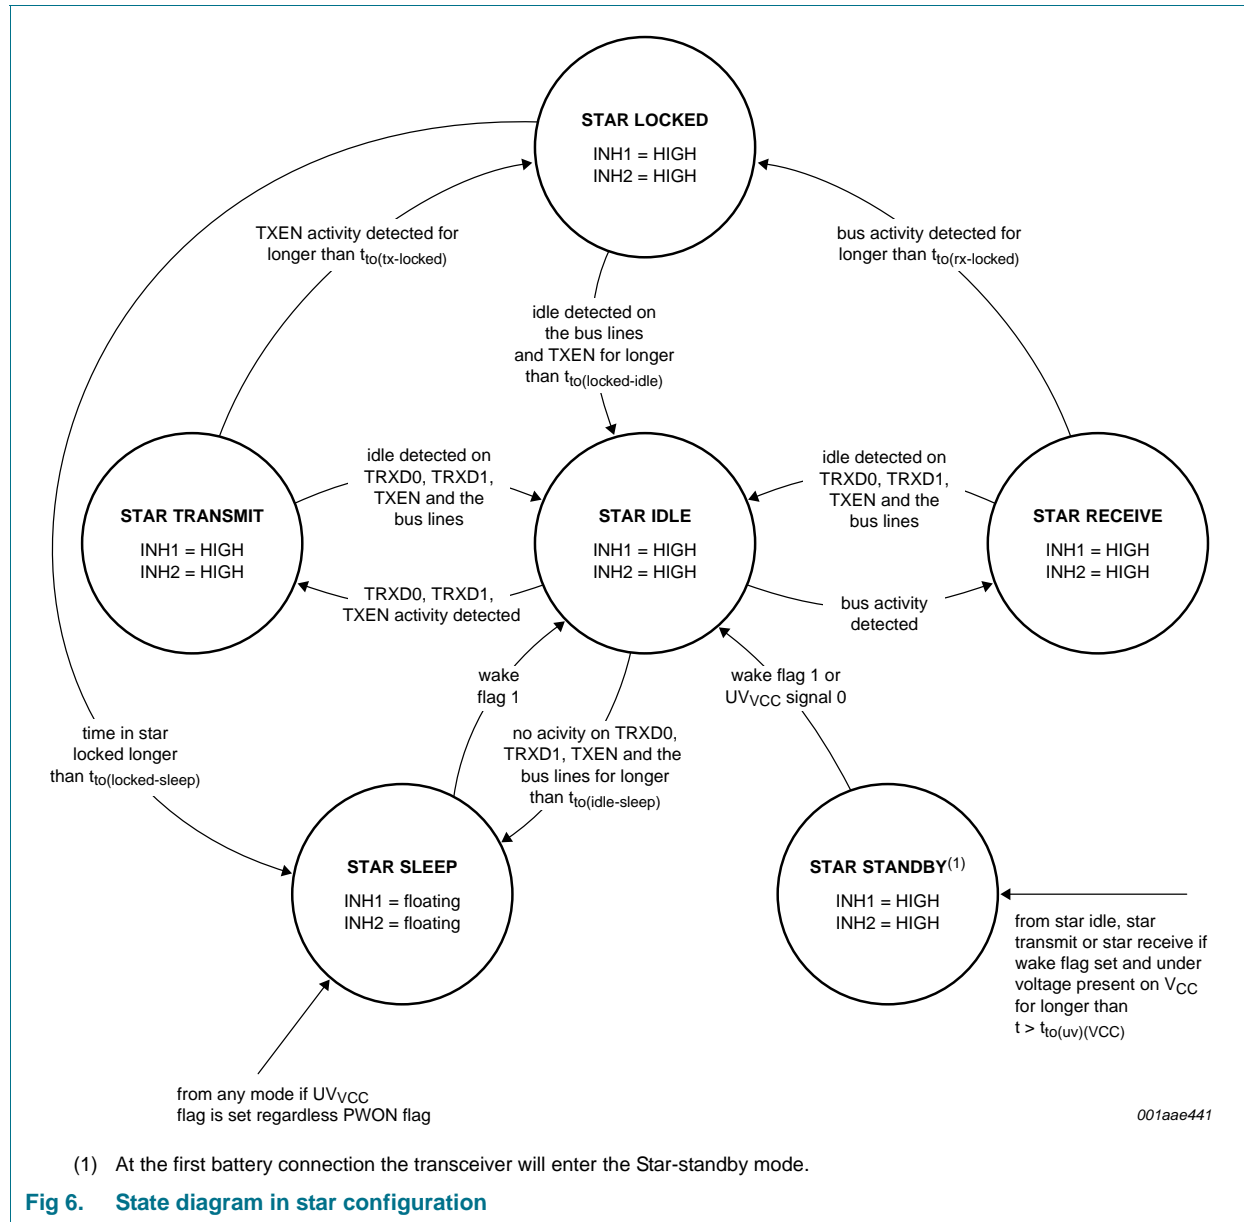 STAR LOCKED
INH1 = HIGH
INH2 = HIGH
TXEN activity detected for
longer than tto(tx-locked)
bus activity detected for
longer than tto(rx-locked)
idle detected on
the bus lines
and TXEN for longer
than tto(locked-idle)
STAR TRANSMIT
INH1 = HIGH
INH2 = HIGH
idle detected on
TRXD0, TRXD1,
TXEN and the
bus lines
TRXD0, TRXD1,
TXEN activity detected
STAR IDLE
INH1 = HIGH
INH2 = HIGH
idle detected on
TRXD0, TRXD1,
TXEN and the
bus lines
bus activity
detected
STAR RECEIVE
INH1 = HIGH
INH2 = HIGH
time in star
locked longer
than tto(locked-sleep)
wake
flag 1
no acivity on TRXD0,
TRXD1, TXEN and the
bus lines for longer
than tto(idle-sleep)
wake flag 1 or
UVVCC signal 0
STAR SLEEP
INH1 = floating
INH2 = floating
STAR STANDBY(1)
INH1 = HIGH
INH2 = HIGH
from star idle, star
transmit or star receive if
wake flag set and under
voltage present on VCC
for longer than
t > tto(uv)(VCC)
from any mode if UVVCC
flag is set regardless PWON flag
001aae441
(1) At the first battery connection the transceiver will enter the Star-standby mode.
Fig 6. State diagram in star configuration